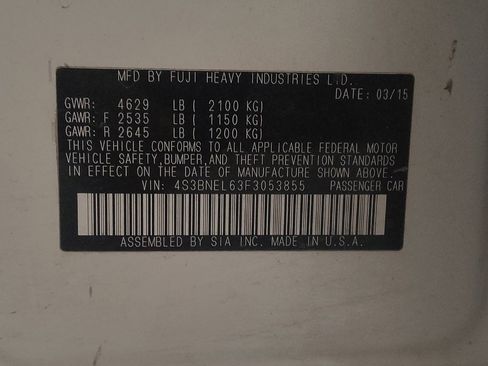 MFD BY FUJI HEAVY INDUSTRIES LTD.
DATE: 03/15
GVWR: 4629 LB ( 2100 KG)
GAWR: F 2535 LB ( 1150 KG)
GAWR: R 2645 LB ( 1200 KG)
THIS VEHICLE CONFORMS TO ALL APPLICABLE FEDERAL MOTOR
VEHICLE SAFETY,BUMPER,AND THEFT PREVENTION STANDARDS
IN EFFECT ON THE DATE OF MANUFACTURE SHOWN ABOVE.
VIN: 4S3BNEL63F3053855 PASSENGER CAR
ASSEMBLED BY SIA INC. MADE IN U.S.A.